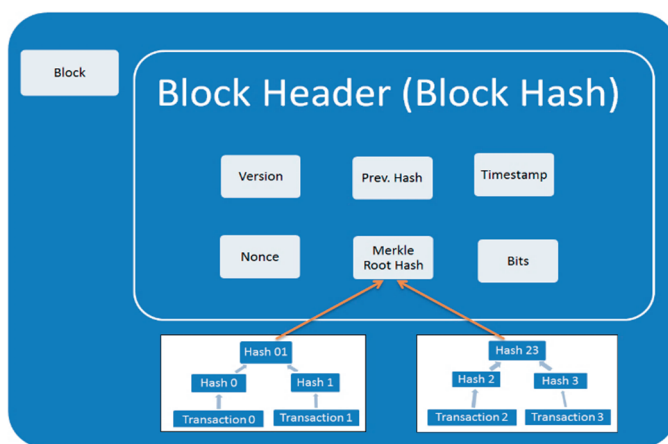 Block
Block Header (Block Hash)
Version
Prev. Hash
Timestamp
Nonce
Merkle
Root Hash
Bits
Hash 01
Hash 0
Hash 1
Transaction 0
Transaction 1
Hash 23
Hash 2
Hash 3
Transaction 2
Transaction 3